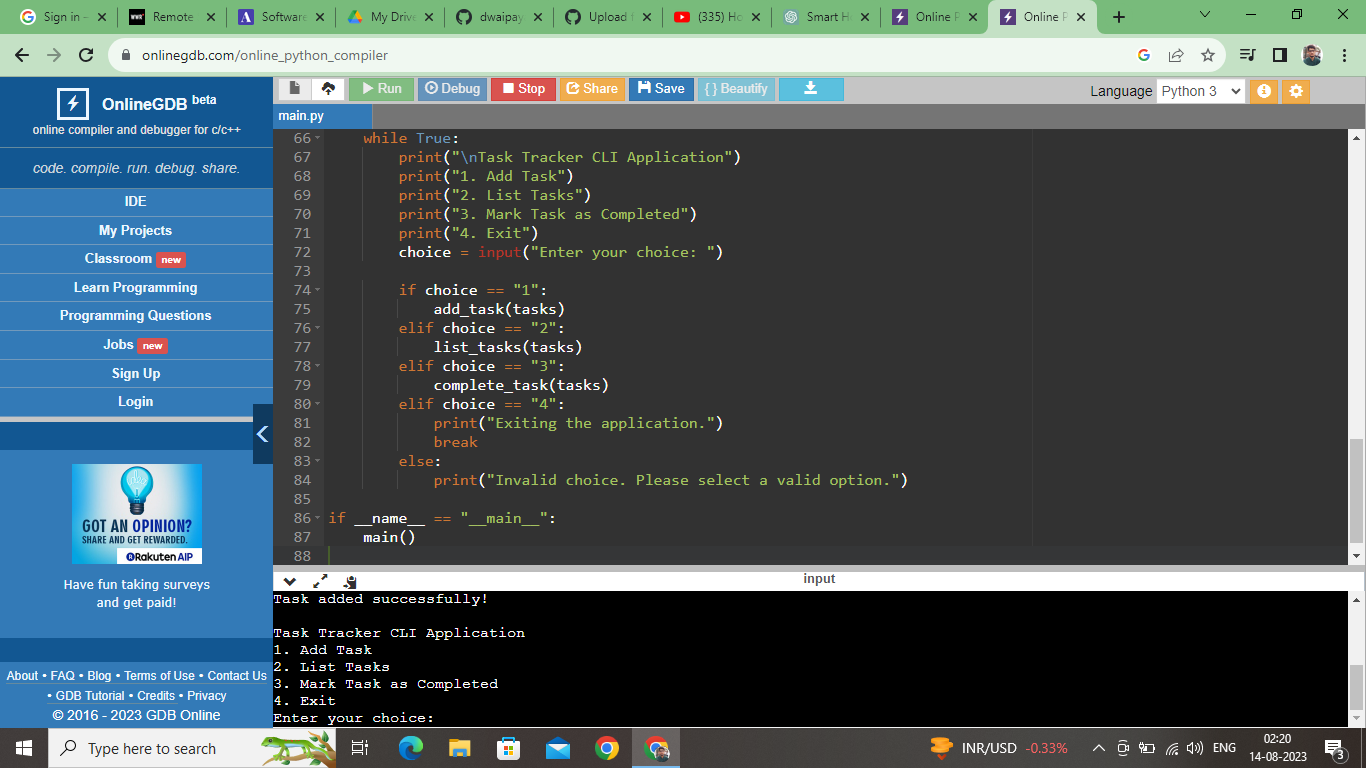 Sign in -
Remote
Software
My Drive
dwaipay
Upload f
(335) Ho
Smart H
Online P
Online P
onlinegdb.com/online_python_compiler
OnlineGDB beta
online compiler and debugger for c/c++
code. compile. run. debug. share.
IDE
My Projects
Classroom new
Learn Programming
Programming Questions
Jobs new
Sign Up
Login
GOT AN OPINION?
SHARE AND GET REWARDED.
Rakuten AIP
Have fun taking surveys
and get paid!
About • FAQ • Blog • Terms of Use • Contact Us
• GDB Tutorial • Credits • Privacy
© 2016 - 2023 GDB Online
Run Debug Stop Share Save { } Beautify
Language Python 3
main.py
66 while True:
67 print("\nTask Tracker CLI Application")
68 print("1. Add Task")
69 print("2. List Tasks")
70 print("3. Mark Task as Completed")
71 print("4. Exit")
72 choice = input("Enter your choice: ")
73
74 if choice == "1":
75 add_task(tasks)
76 elif choice == "2":
77 list_tasks(tasks)
78 elif choice == "3":
79 complete_task(tasks)
80 elif choice == "4":
81 print("Exiting the application.")
82 break
83 else:
84 print("Invalid choice. Please select a valid option.")
85
86 if __name__ == "__main__":
87 main()
88
input
Task added successfully!
Task Tracker CLI Application
1. Add Task
2. List Tasks
3. Mark Task as Completed
4. Exit
Enter your choice:
Type here to search
INR/USD -0.33%
ENG
02:20
14-08-2023
3